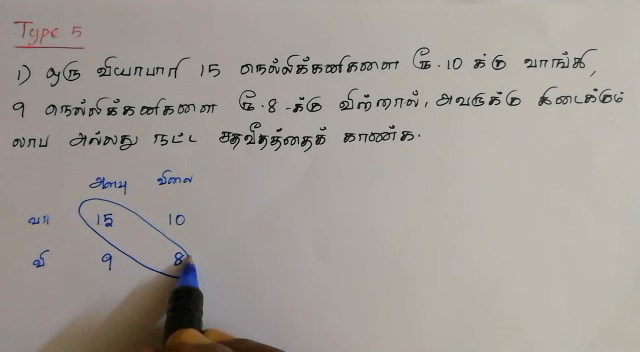 Type 5
1) ஒரு வியாபாரி 15 நெல்லிக்கனிகளை ரூ.10 க்கு வாங்கி,
9 நெல்லிக்கனிகளை ரூ.8-க்கு விற்றால், அவருக்கு கிடைக்கும்
லாப அல்லது நட்ட சதவீதத்தைக் காண்க.
அளவு விலை
வா 15 10
வி 9 8